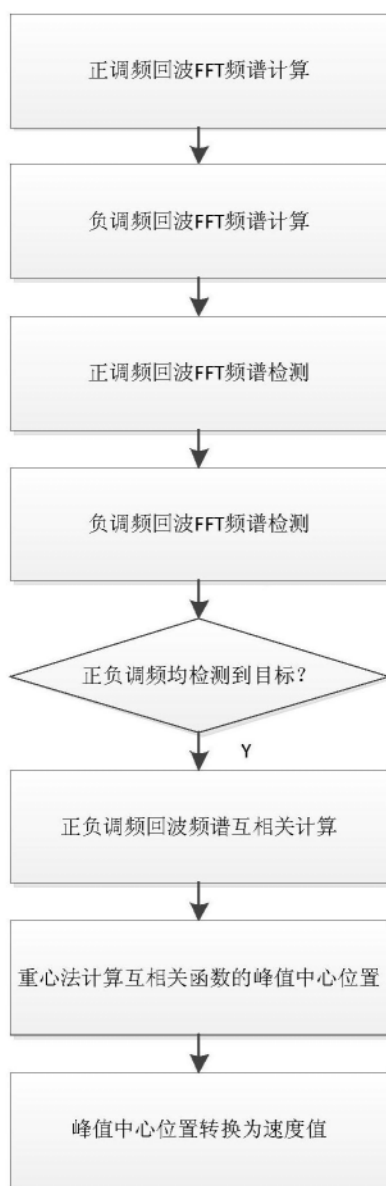 正调频回波FFT频谱计算
负调频回波FFT频谱计算
正调频回波FFT频谱检测
负调频回波FFT频谱检测
正负调频均检测到目标?
Y
正负调频回波频谱互相关计算
重心法计算互相关函数的峰值中心位置
峰值中心位置转换为速度值